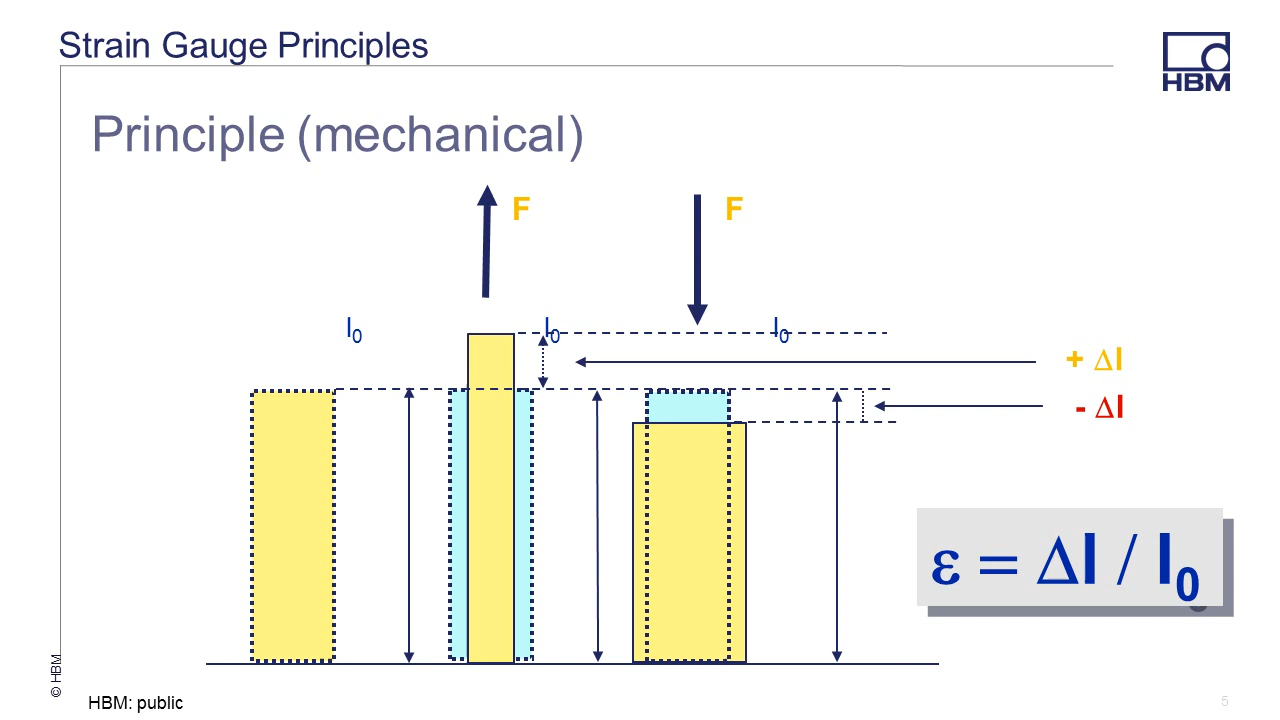 Strain Gauge Principles
HBM
Principle (mechanical)
F F
l0 l0 l0
+ Δl
- Δl
ε = Δl / l0
© HBM
HBM: public
5